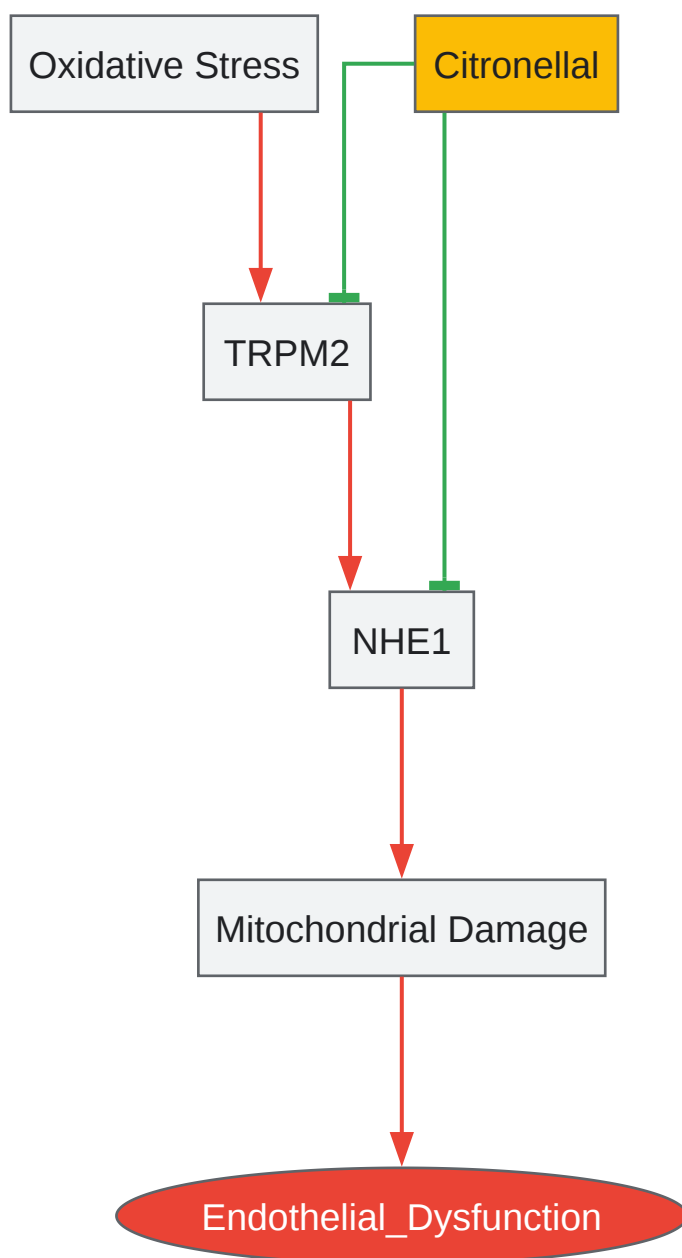 Oxidative Stress
Citronellal
TRPM2
NHE1
Mitochondrial Damage
Endothelial_Dysfunction